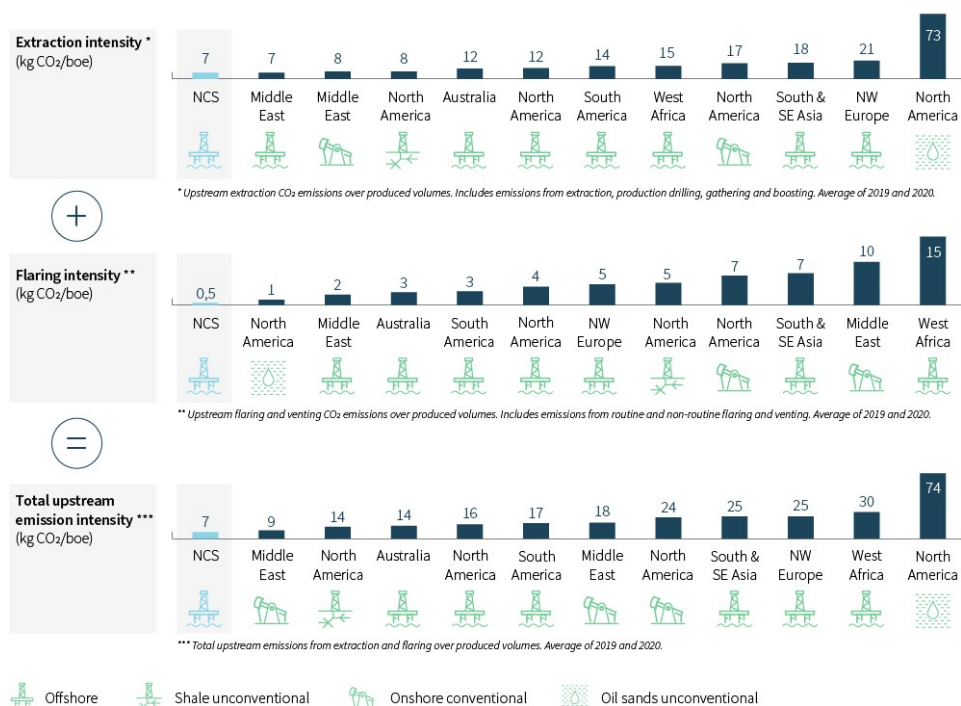 Extraction intensity *
(kg CO₂/boe)
7 7 8 8 12 12 14 15 17 18 21 73
NCS Middle East Middle East North America Australia North America South America West Africa North America South & SE Asia NW Europe North America
* Upstream extraction CO₂ emissions over produced volumes. Includes emissions from extraction, production drilling, gathering and boosting. Average of 2019 and 2020.
+
Flaring intensity **
(kg CO₂/boe)
0,5 1 2 3 3 4 5 5 7 7 10 15
NCS North America Middle East Australia South America North America NW Europe North America North America South & SE Asia Middle East West Africa
** Upstream flaring and venting CO₂ emissions over produced volumes. Includes emissions from routine and non-routine flaring and venting. Average of 2019 and 2020.
=
Total upstream
emission intensity ***
(kg CO₂/boe)
7 9 14 14 16 17 18 24 25 25 30 74
NCS Middle East North America Australia North America South America Middle East North America South & SE Asia NW Europe West Africa North America
*** Total upstream emissions from extraction and flaring over produced volumes. Average of 2019 and 2020.
Offshore Shale unconventional Onshore conventional Oil sands unconventional